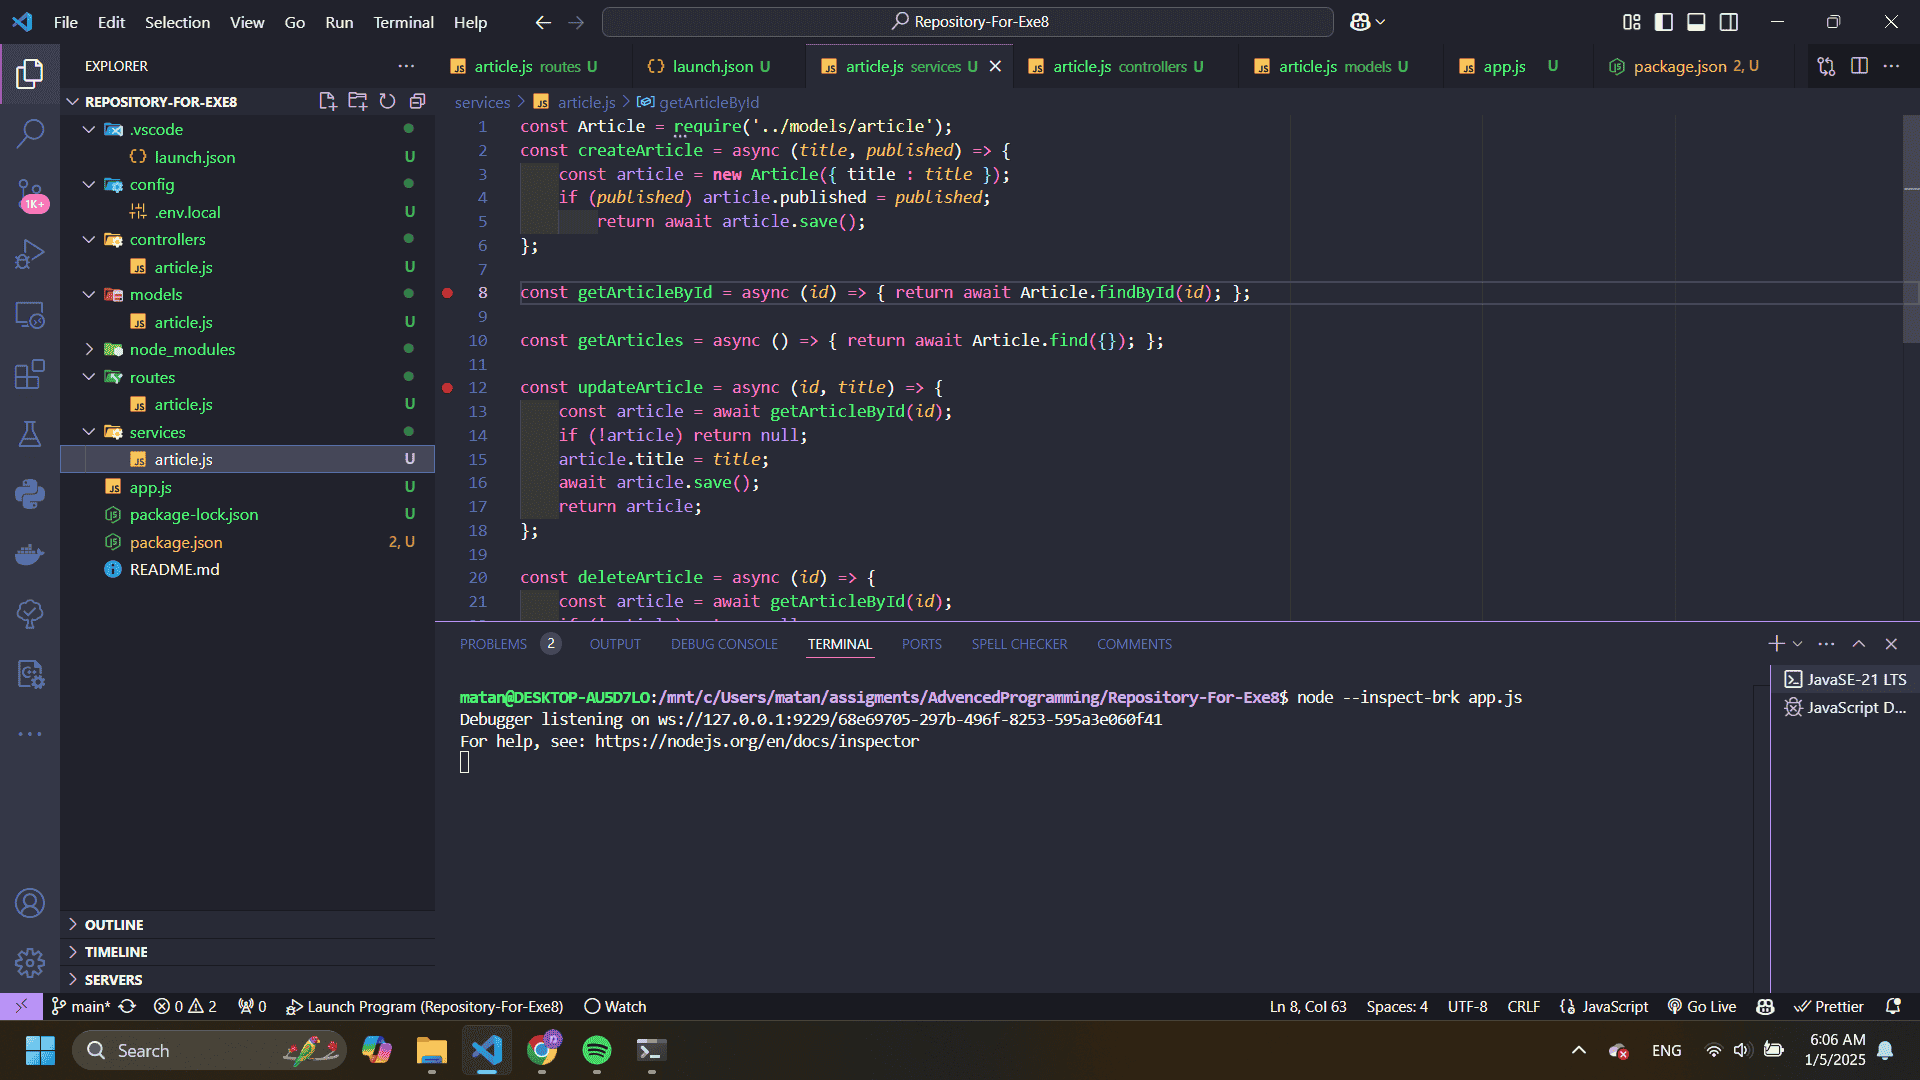 File Edit Selection View Go Run Terminal Help
Repository-For-Exe8
EXPLORER
article.js routes U
launch.json U
article.js services U
article.js controllers U
article.js models U
app.js U
package.json 2, U
REPOSITORY-FOR-EXE8
.vscode
launch.json U
config
.env.local U
controllers
article.js U
models
article.js U
node_modules
routes
article.js U
services
article.js U
app.js U
package-lock.json U
package.json 2, U
README.md
1K+
OUTLINE
TIMELINE
SERVERS
services > article.js > getArticleById
1 const Article = require('../models/article');
2 const createArticle = async (title, published) => {
3 const article = new Article({ title : title });
4 if (published) article.published = published;
5 return await article.save();
6 };
7
8 const getArticleById = async (id) => { return await Article.findById(id); };
9
10 const getArticles = async () => { return await Article.find({}); };
11
12 const updateArticle = async (id, title) => {
13 const article = await getArticleById(id);
14 if (!article) return null;
15 article.title = title;
16 await article.save();
17 return article;
18 };
19
20 const deleteArticle = async (id) => {
21 const article = await getArticleById(id);
PROBLEMS 2 OUTPUT DEBUG CONSOLE TERMINAL PORTS SPELL CHECKER COMMENTS
matan@DESKTOP-AU5D7LO:/mnt/c/Users/matan/assigments/AdvencedProgramming/Repository-For-Exe8$ node --inspect-brk app.js
Debugger listening on ws://127.0.0.1:9229/68e69705-297b-496f-8253-595a3e060f41
For help, see: https://nodejs.org/en/docs/inspector
JavaSE-21 LTS
JavaScript D...
main* 0 2 0 Launch Program (Repository-For-Exe8) Watch
Ln 8, Col 63 Spaces: 4 UTF-8 CRLF JavaScript Go Live Prettier
Search
ENG
6:06 AM
1/5/2025